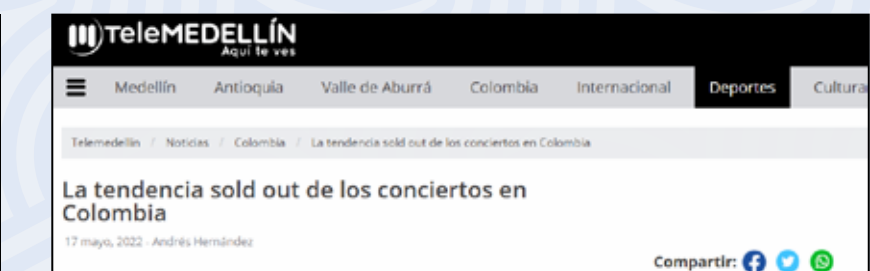 TeleMEDELLÍN
Aquí te ves
Medellín Antioquia Valle de Aburrá Colombia Internacional Deportes Cultura
Telemedellín / Noticias / Colombia / La tendencia sold out de los conciertos en Colombia
La tendencia sold out de los conciertos en
Colombia
17 mayo, 2022 - Andrés Hernández
Compartir: